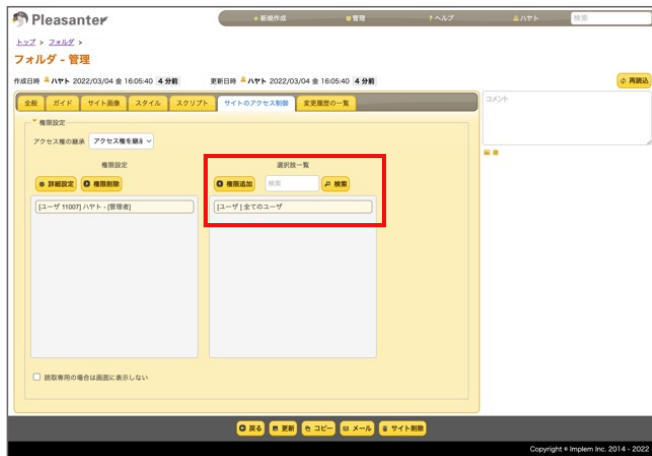 Pleasanter
新規作成
管理
ヘルプ
ハヤト
検索
トップ > フォルダ >
フォルダ - 管理
作成日時 ハヤト 2022/03/04 金 16:05:40 4 分前
更新日時 ハヤト 2022/03/04 金 16:05:40 4 分前
再読込
全般
ガイド
サイト画像
スタイル
スクリプト
サイトのアクセス制御
変更履歴の一覧
コメント
権限設定
アクセス権の継承 アクセス権を継承
権限設定
選択肢一覧
詳細設定
権限削除
権限追加
検索
検索
[ユーザ 11007] ハヤト - [管理者]
[ユーザ] 全てのユーザ
読取専用の場合は画面に表示しない
戻る
更新
コピー
メール
サイト削除
Copyright © Implem Inc. 2014 - 2022